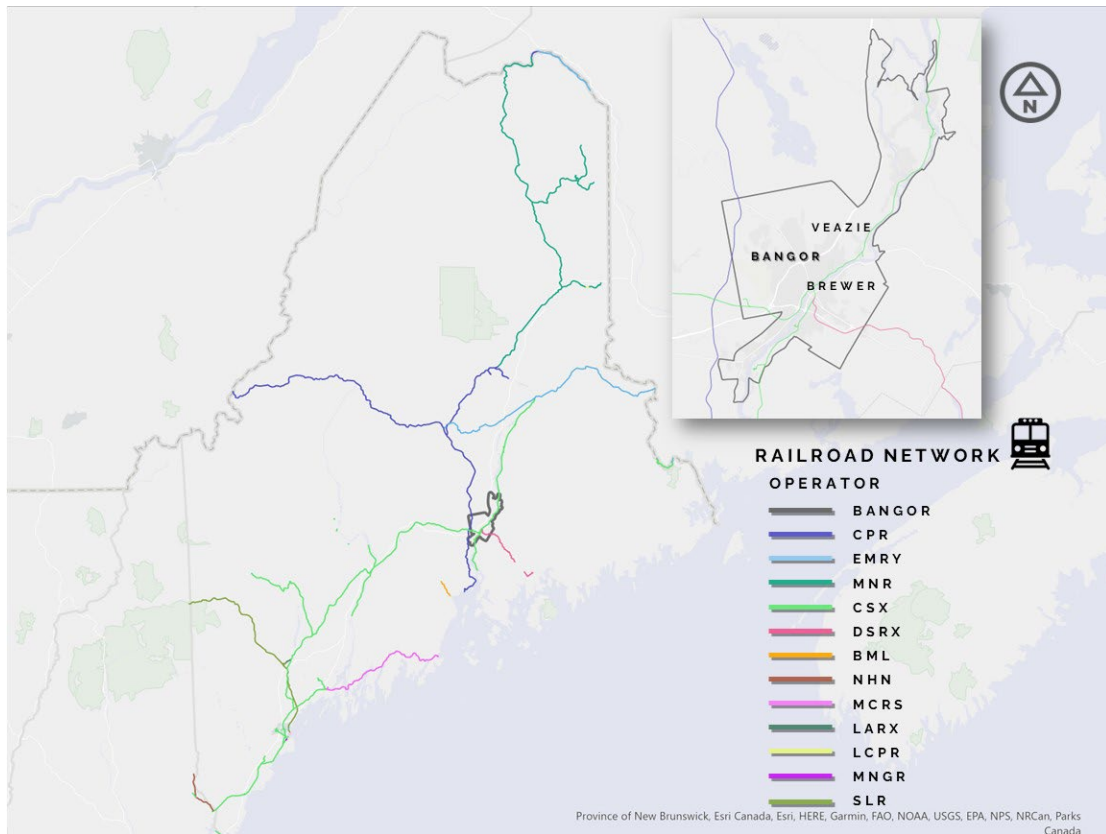 N
VEAZIE
BANGOR
BREWER
RAILROAD NETWORK
OPERATOR
BANGOR
CPR
EMRY
MNR
CSX
DSRX
BML
NHN
MCRS
LARX
LCPR
MNGR
SLR
Province of New Brunswick, Esri Canada, Esri, HERE, Garmin, FAO, NOAA, USGS, EPA, NPS, NRCan, Parks
Canada